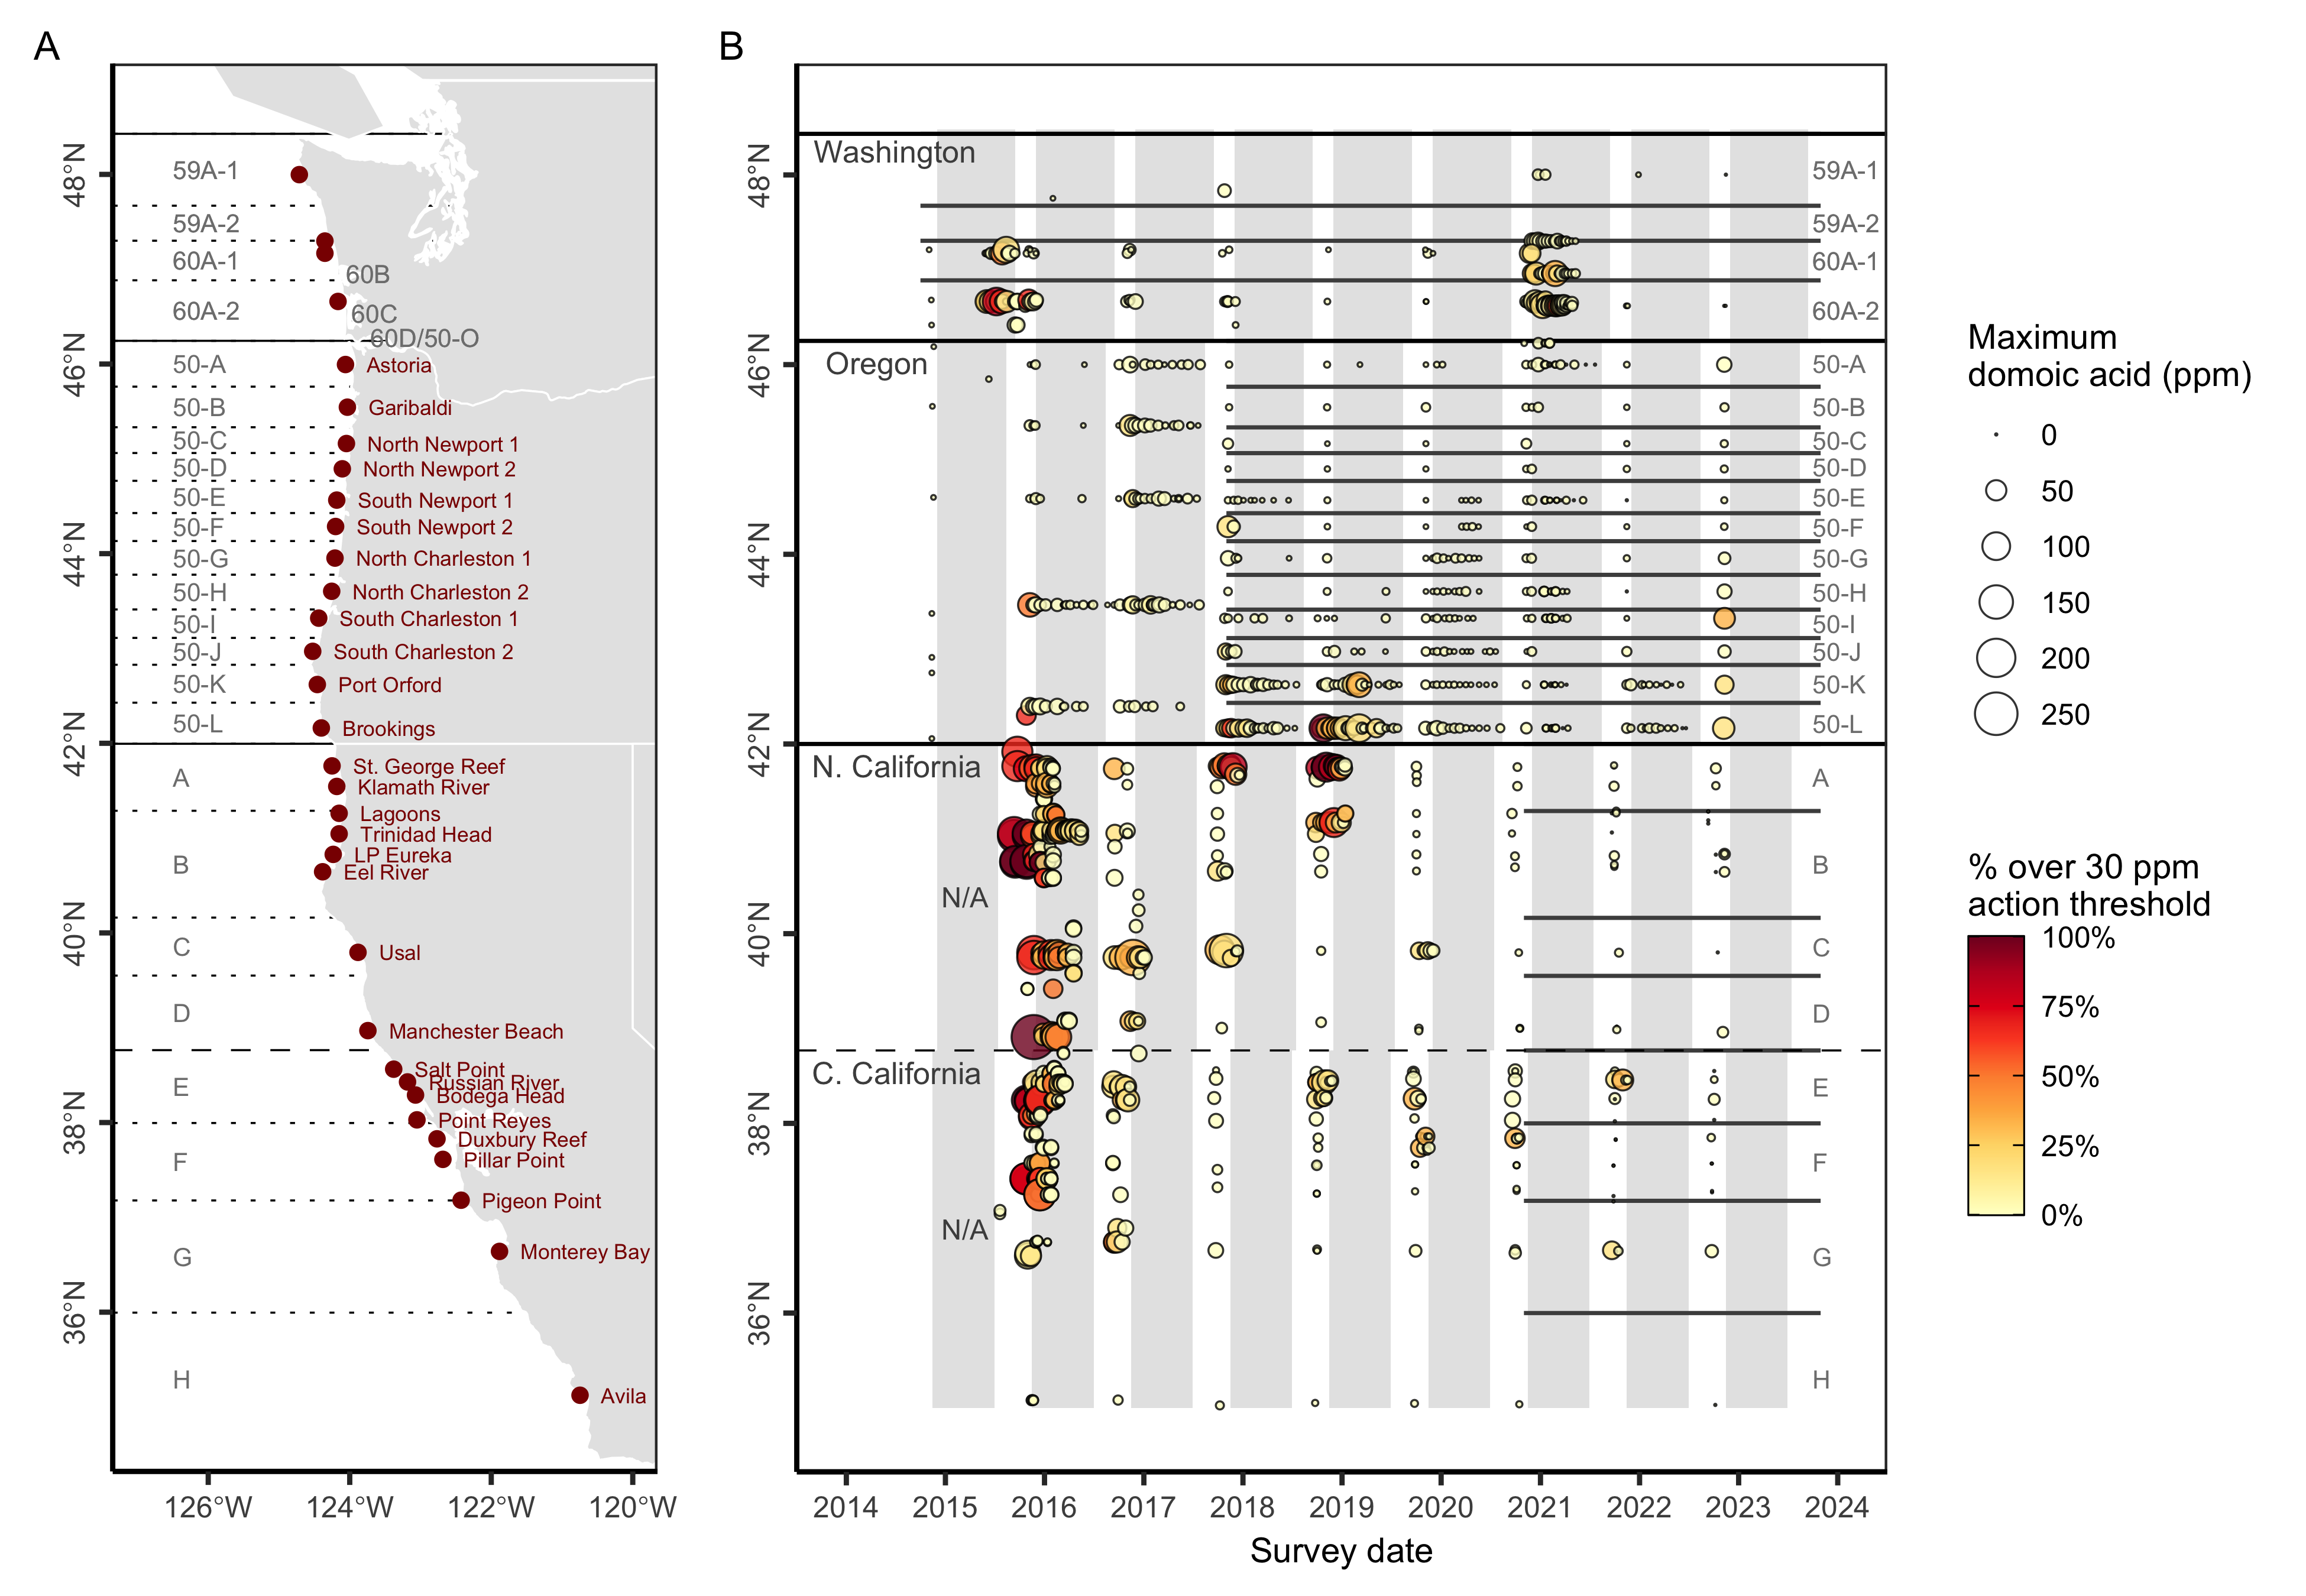 A
48°N
46°N
44°N
42°N
40°N
38°N
36°N
126°W
124°W
122°W
120°W
59A-1
59A-2
60A-1
60B
60A-2
60C
60D/50-O
50-A
Astoria
50-B
Garibaldi
50-C
North Newport 1
50-D
North Newport 2
50-E
South Newport 1
50-F
South Newport 2
50-G
North Charleston 1
50-H
North Charleston 2
50-I
South Charleston 1
50-J
South Charleston 2
50-K
Port Orford
50-L
Brookings
A
St. George Reef
Klamath River
Lagoons
Trinidad Head
B
LP Eureka
Eel River
C
Usal
D
Manchester Beach
E
Salt Point
Russian River
Bodega Head
Point Reyes
F
Duxbury Reef
Pillar Point
Pigeon Point
G
Monterey Bay
H
Avila
B
48°N
46°N
44°N
42°N
40°N
38°N
36°N
Washington
Oregon
N. California
N/A
C. California
N/A
59A-1
59A-2
60A-1
60A-2
50-A
50-B
50-C
50-D
50-E
50-F
50-G
50-H
50-I
50-J
50-K
50-L
A
B
C
D
E
F
G
H
2014
2015
2016
2017
2018
2019
2020
2021
2022
2023
2024
Survey date
Maximum
domoic acid (ppm)
0
50
100
150
200
250
% over 30 ppm
action threshold
100%
75%
50%
25%
0%